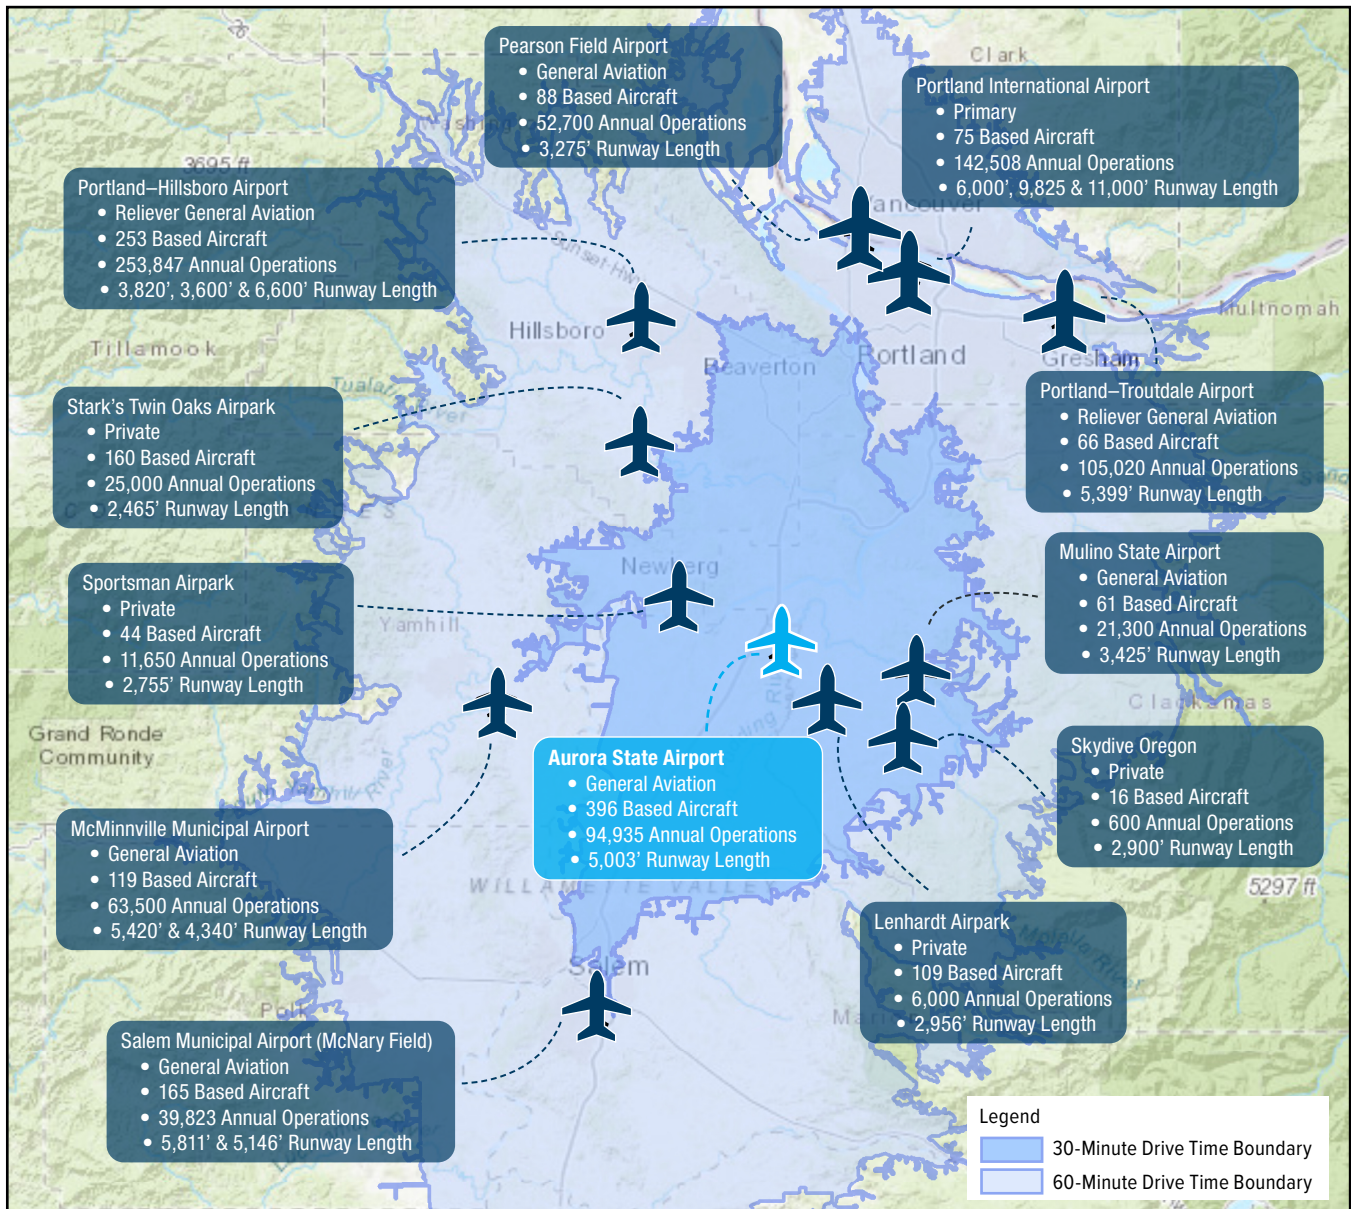 Pearson Field Airport
• General Aviation
• 88 Based Aircraft
• 52,700 Annual Operations
• 3,275’ Runway Length
Clark
Portland International Airport
• Primary
• 75 Based Aircraft
• 142,508 Annual Operations
• 6,000’, 9,825 & 11,000’ Runway Length
3695 ft
Portland–Hillsboro Airport
• Reliever General Aviation
• 253 Based Aircraft
• 253,847 Annual Operations
• 3,820’, 3,600’ & 6,600’ Runway Length
Vancouver
Sunset Hwy
Multnomah
Hillsboro
Tillamook
Beaverton
Portland
Gresham
Stark’s Twin Oaks Airpark
• Private
• 160 Based Aircraft
• 25,000 Annual Operations
• 2,465’ Runway Length
Portland–Troutdale Airport
• Reliever General Aviation
• 66 Based Aircraft
• 105,020 Annual Operations
• 5,399’ Runway Length
Sportsman Airpark
• Private
• 44 Based Aircraft
• 11,650 Annual Operations
• 2,755’ Runway Length
Newberg
Yamhill
Mulino State Airport
• General Aviation
• 61 Based Aircraft
• 21,300 Annual Operations
• 3,425’ Runway Length
Clackamas
Grand Ronde
Community
Aurora State Airport
• General Aviation
• 396 Based Aircraft
• 94,935 Annual Operations
• 5,003’ Runway Length
Skydive Oregon
• Private
• 16 Based Aircraft
• 600 Annual Operations
• 2,900’ Runway Length
McMinnville Municipal Airport
• General Aviation
• 119 Based Aircraft
• 63,500 Annual Operations
• 5,420’ & 4,340’ Runway Length
WILLAMETTE VALLEY
5297 ft
Lenhardt Airpark
• Private
• 109 Based Aircraft
• 6,000 Annual Operations
• 2,956’ Runway Length
Salem
Polk
Salem Municipal Airport (McNary Field)
• General Aviation
• 165 Based Aircraft
• 39,823 Annual Operations
• 5,811’ & 5,146’ Runway Length
Legend
30-Minute Drive Time Boundary
60-Minute Drive Time Boundary